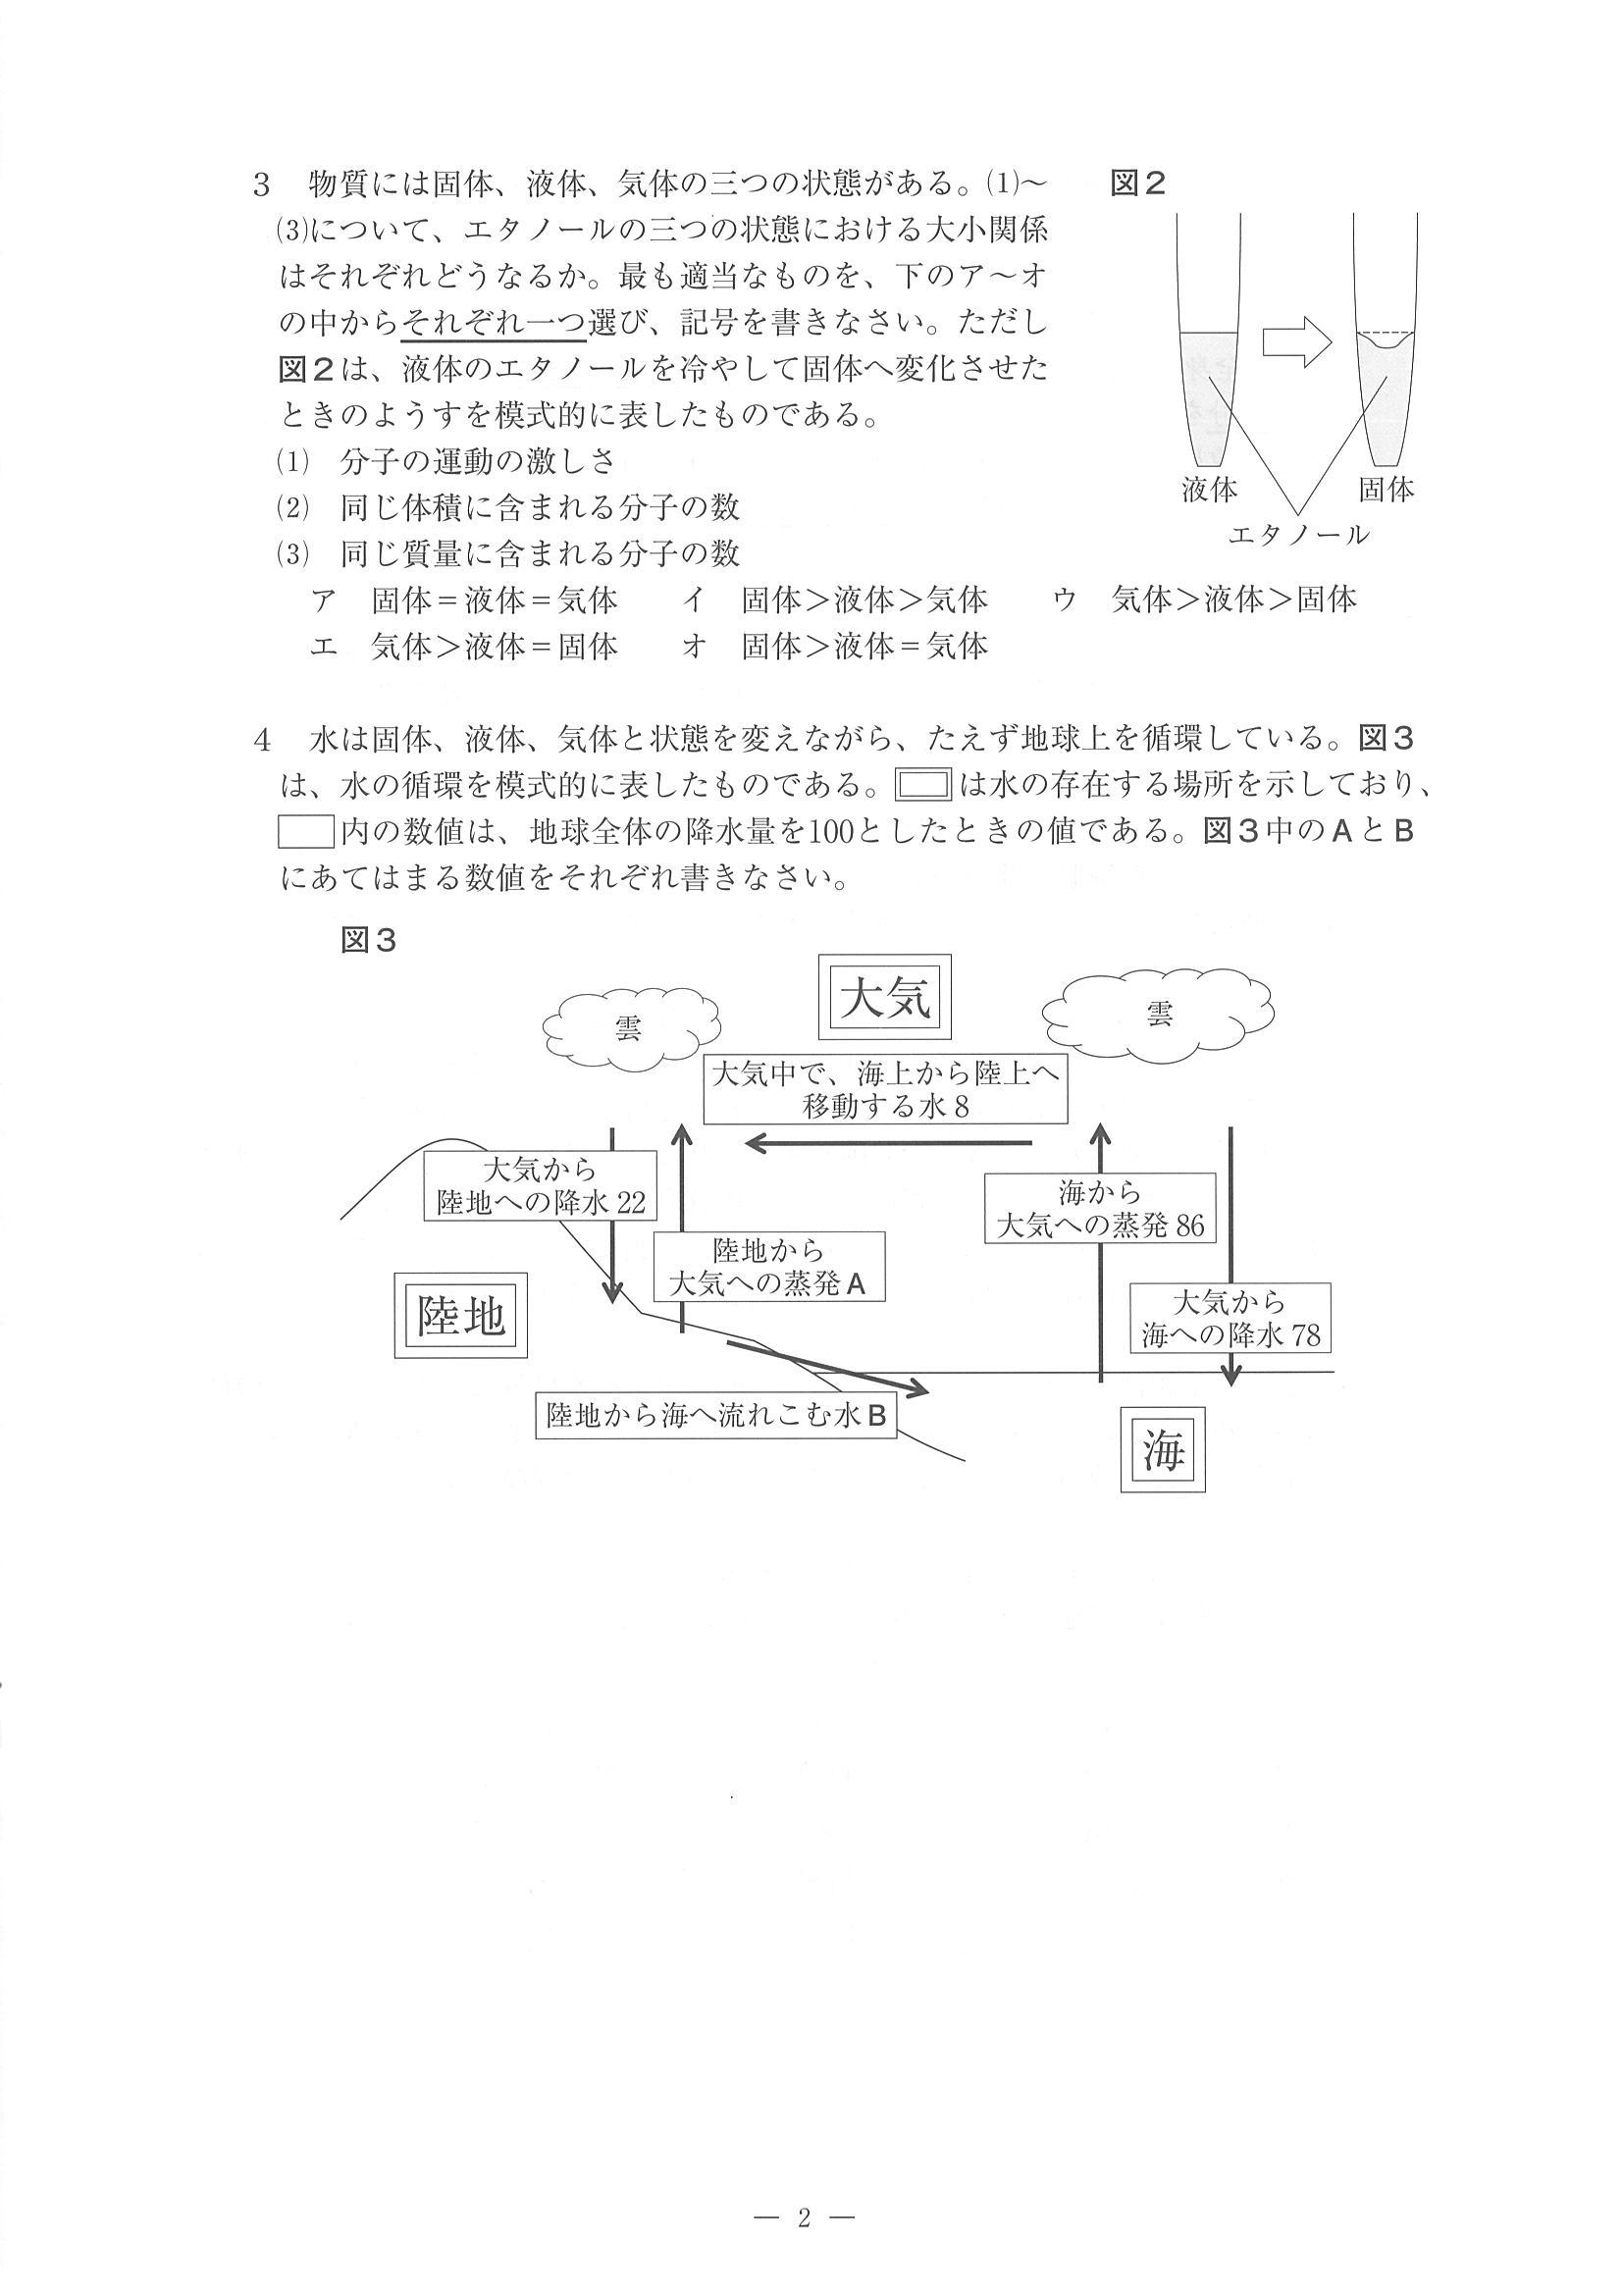 3　物質には固体、液体、気体の三つの状態がある。(1)～
(3)について、エタノールの三つの状態における大小関係
はそれぞれどうなるか。最も適当なものを、下のア～オ
の中からそれぞれ一つ選び、記号を書きなさい。ただし
図2は、液体のエタノールを冷やして固体へ変化させた
ときのようすを模式的に表したものである。
(1)　分子の運動の激しさ
(2)　同じ体積に含まれる分子の数
(3)　同じ質量に含まれる分子の数
図2
液体
固体
エタノール
ア　固体＝液体＝気体　イ　固体＞液体＞気体　ウ　気体＞液体＞固体
エ　気体＞液体＝固体　オ　固体＞液体＝気体
4　水は固体、液体、気体と状態を変えながら、たえず地球上を循環している。図3
は、水の循環を模式的に表したものである。は水の存在する場所を示しており、
内の数値は、地球全体の降水量を100としたときの値である。図3中のAとB
にあてはまる数値をそれぞれ書きなさい。
図3
大気
雲
雲
大気中で、海上から陸上へ
移動する水8
大気から
陸地への降水22
陸地から
大気への蒸発A
海から
大気への蒸発86
大気から
海への降水78
陸地
陸地から海へ流れこむ水B
海
― 2 ―